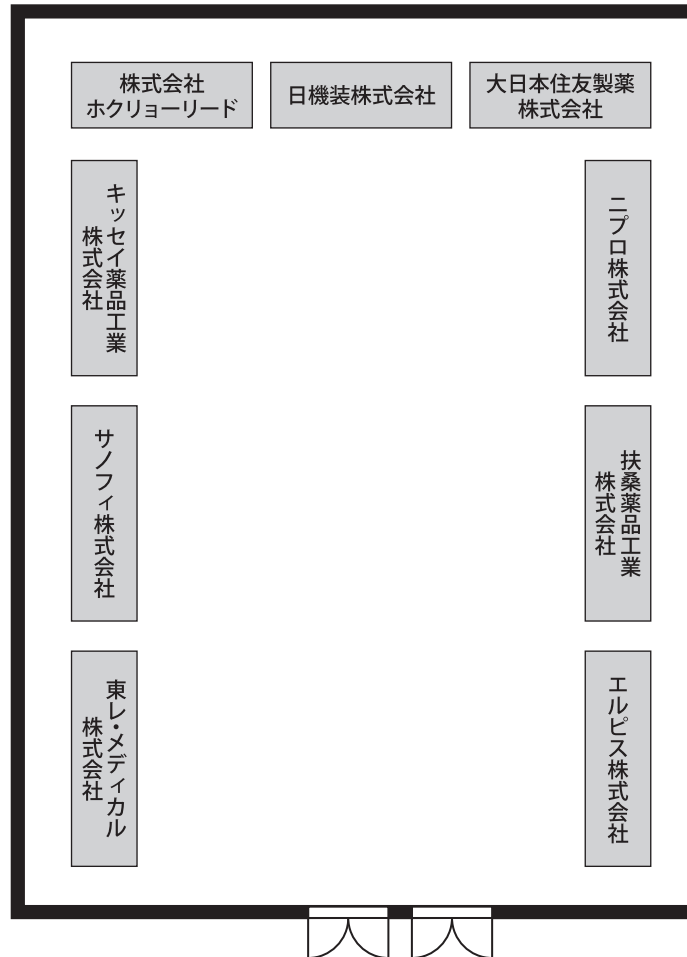 株式会社
ホクリョーリード
日機装株式会社
大日本住友製薬
株式会社
キッセイ薬品工業
株式会社
ニプロ株式会社
サノフィ株式会社
扶桑薬品工業
株式会社
東レ・メディカル
株式会社
エルピス株式会社